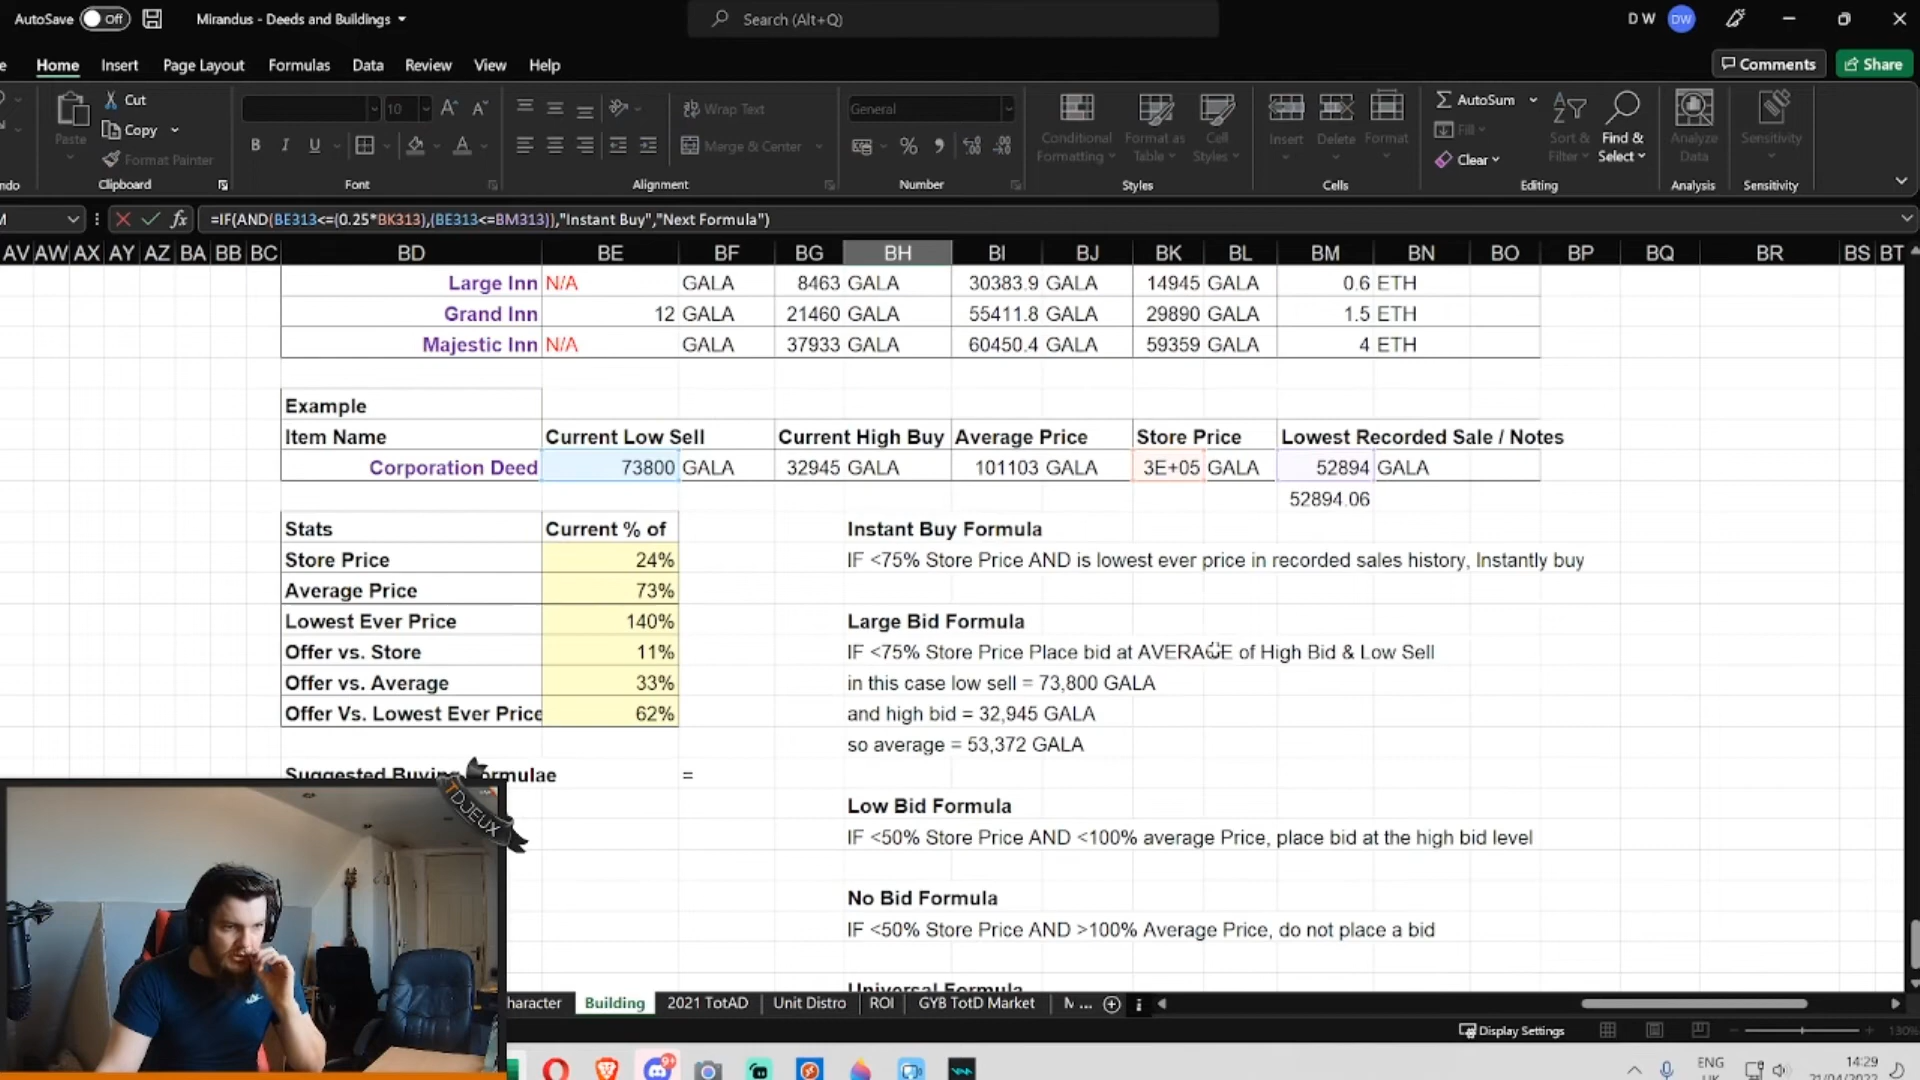 AutoSave Off Mirandus - Deeds and Buildings Search (Alt+Q) D W DW
Home Insert Page Layout Formulas Data Review View Help Comments Share
Cut
Copy
Format Painter
Paste
10
B I U
Wrap Text
Merge & Center
General
Conditional Formatting
Format as Table
Cell Styles
Insert Delete Format
AutoSum
Fill
Clear
Sort & Filter
Find & Select
Analyze Data
Sensitivity
Clipboard Font Alignment Number Styles Cells Editing Analysis Sensitivity
=IF(AND(BE313<=(0.25*BK313),(BE313<=BM313)),"Instant Buy","Next Formula")
AV AW AX AY AZ BA BB BC BD BE BF BG BH BI BJ BK BL BM BN BO BP BQ BR BS BT
Large Inn N/A GALA 8463 GALA 30383.9 GALA 14945 GALA 0.6 ETH
Grand Inn 12 GALA 21460 GALA 55411.8 GALA 29890 GALA 1.5 ETH
Majestic Inn N/A GALA 37933 GALA 60450.4 GALA 59359 GALA 4 ETH
Example
Item Name Current Low Sell Current High Buy Average Price Store Price Lowest Recorded Sale / Notes
Corporation Deed 73800 GALA 32945 GALA 101103 GALA 3E+05 GALA 52894 GALA
52894.06
Stats Current % of Instant Buy Formula
Store Price 24% IF <75% Store Price AND is lowest ever price in recorded sales history, Instantly buy
Average Price 73%
Lowest Ever Price 140% Large Bid Formula
Offer vs. Store 11% IF <75% Store Price Place bid at AVERAGE of High Bid & Low Sell
Offer vs. Average 33% in this case low sell = 73,800 GALA
Offer Vs. Lowest Ever Price 62% and high bid = 32,945 GALA
so average = 53,372 GALA
Suggested Buying Formulae =
TDJEUX
Low Bid Formula
IF <50% Store Price AND <100% average Price, place bid at the high bid level
No Bid Formula
IF <50% Store Price AND >100% Average Price, do not place a bid
Universal Formula
Building 2021 TotAD Unit Distro ROI GYB TotD Market
Display Settings 130%
9+
ENG
UK
14:29
21/04/2022